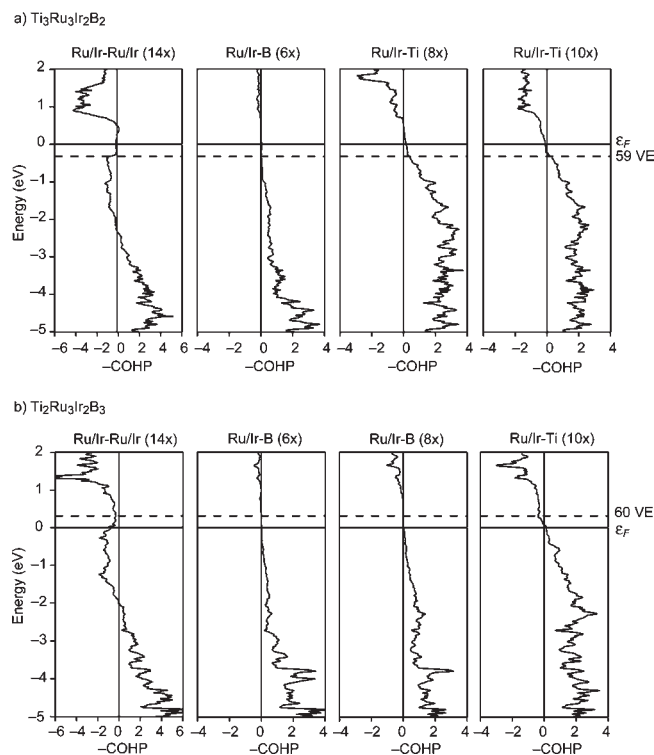 a) Ti3Ru3Ir2B2
Ru/Ir-Ru/Ir (14x) Ru/Ir-B (6x) Ru/Ir-Ti (8x) Ru/Ir-Ti (10x)
2
1
0 εF
59 VE
–1
Energy (eV)
–2
–3
–4
–5
–6 –4 –2 0 2 4 6 –4 –2 0 2 4 –4 –2 0 2 4 –4 –2 0 2 4
–COHP –COHP –COHP –COHP
b) Ti2Ru3Ir2B3
Ru/Ir-Ru/Ir (14x) Ru/Ir-B (6x) Ru/Ir-B (8x) Ru/Ir-Ti (10x)
2
1
60 VE
0 εF
–1
Energy (eV)
–2
–3
–4
–5
–6 –4 –2 0 2 4 6 –4 –2 0 2 4 –4 –2 0 2 4 –4 –2 0 2 4
–COHP –COHP –COHP –COHP